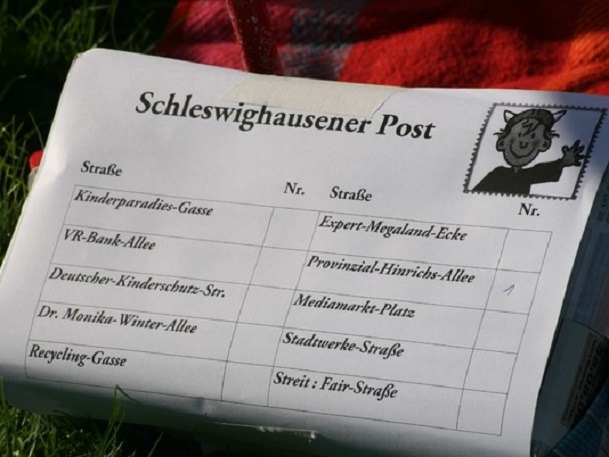 Schleswighausener Post
Straße Nr. Straße Nr.
Kinderparadies-Gasse Expert-Megaland-Ecke
VR-Bank-Allee Provinzial-Hinrichs-Allee 1
Deutscher-Kinderschutz-Str. Mediamarkt-Platz
Dr. Monika-Winter-Allee Stadtwerke-Straße
Recycling-Gasse Streit : Fair-Straße